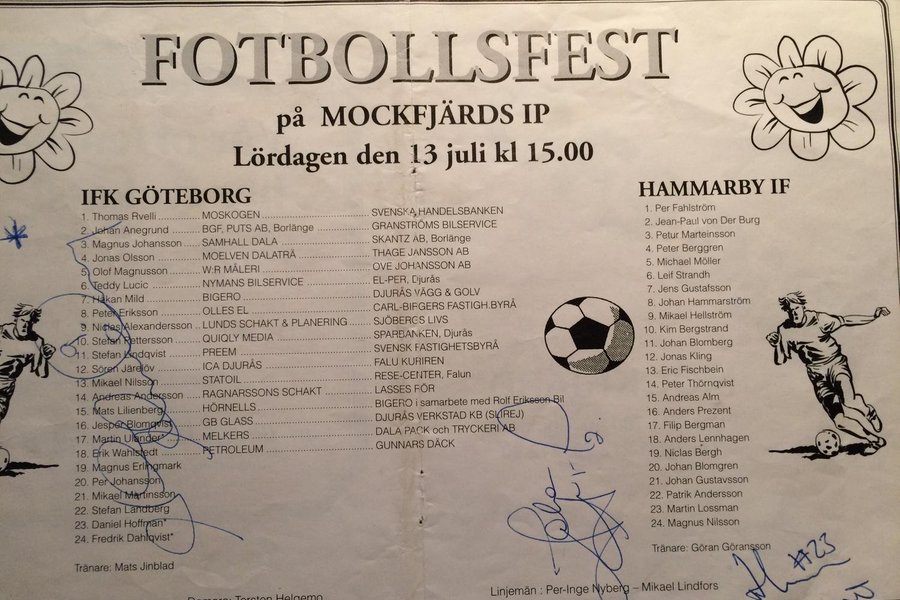 FOTBOLLSFEST
på MOCKFJÄRDS IP
Lördagen den 13 juli kl 15.00
IFK GÖTEBORG
1. Thomas Rvelli ............ MOSKOGEN ............ SVENSKA HANDELSBANKEN
2. Johan Anegrund ..... BGF, PUTS AB, Borlänge ............ GRANSTRÖMS BILSERVICE
3. Magnus Johansson .... SAMHALL DALA ............ SKANTZ AB, Borlänge
4. Jonas Olsson ............ MOELVEN DALATRÄ ............ THAGE JANSSON AB
5. Olof Magnusson ........ W:R MÅLERI ............ OVE JOHANSSON AB
6. Teddy Lucic ............ NYMANS BILSERVICE ............ EL-PER, Djurås
7. Håkan Mild ............ BIGERO ............ DJURÅS VÄGG & GOLV
8. Peter Eriksson ............ OLLES EL ............ CARL-BIRGERS FASTIGH.BYRÅ
9. Niclas Alexandersson .. LUNDS SCHAKT & PLANERING ........ SJÖBERGS LIVS
10. Stefan Pettersson ........ QUIQLY MEDIA ............ SPARBANKEN, Djurås
11. Stefan Lindqvist ........ PREEM ............ SVENSK FASTIGHETSBYRÅ
12. Sören Järelöv ............ ICA DJURÅS ............ FALU KURIREN
13. Mikael Nilsson ............ STATOIL ............ RESE-CENTER, Falun
14. Andreas Andersson ..... RAGNARSSONS SCHAKT ............ LASSES FÖR
15. Mats Lilienberg ............ HÖRNELLS ............ BIGERO i samarbete med Rolf Eriksson Bil
16. Jesper Blomqvist ........ GB GLASS ............ DJURÅS VERKSTAD KB (SLIREJ)
17. Martin Ulander* ............ MELKERS ............ DALA PACK och TRYCKERI AB
18. Erik Wahlstedt ............ PETROLEUM ............ GUNNARS DÄCK
19. Magnus Erlingmark
20. Per Johansson
21. Mikael Martinsson
22. Stefan Landberg
23. Daniel Hoffman*
24. Fredrik Dahlqvist*
Tränare: Mats Jinblad
HAMMARBY IF
1. Per Fahlström
2. Jean-Paul von Der Burg
3. Petur Marteinsson
4. Peter Berggren
5. Michael Möller
6. Leif Strandh
7. Jens Gustafsson
8. Johan Hammarström
9. Mikael Hellström
10. Kim Bergstrand
11. Johan Blomberg
12. Jonas Kling
13. Eric Fischbein
14. Peter Thörnqvist
15. Andreas Alm
16. Anders Prezent
17. Filip Bergman
18. Anders Lennhagen
19. Niclas Bergh
20. Johan Blomgren
21. Johan Gustavsson
22. Patrik Andersson
23. Martin Lossman
24. Magnus Nilsson
Tränare: Göran Göransson
#23
Domare: Torsten Helgemo
Linjemän : Per-Inge Nyberg – Mikael Lindfors